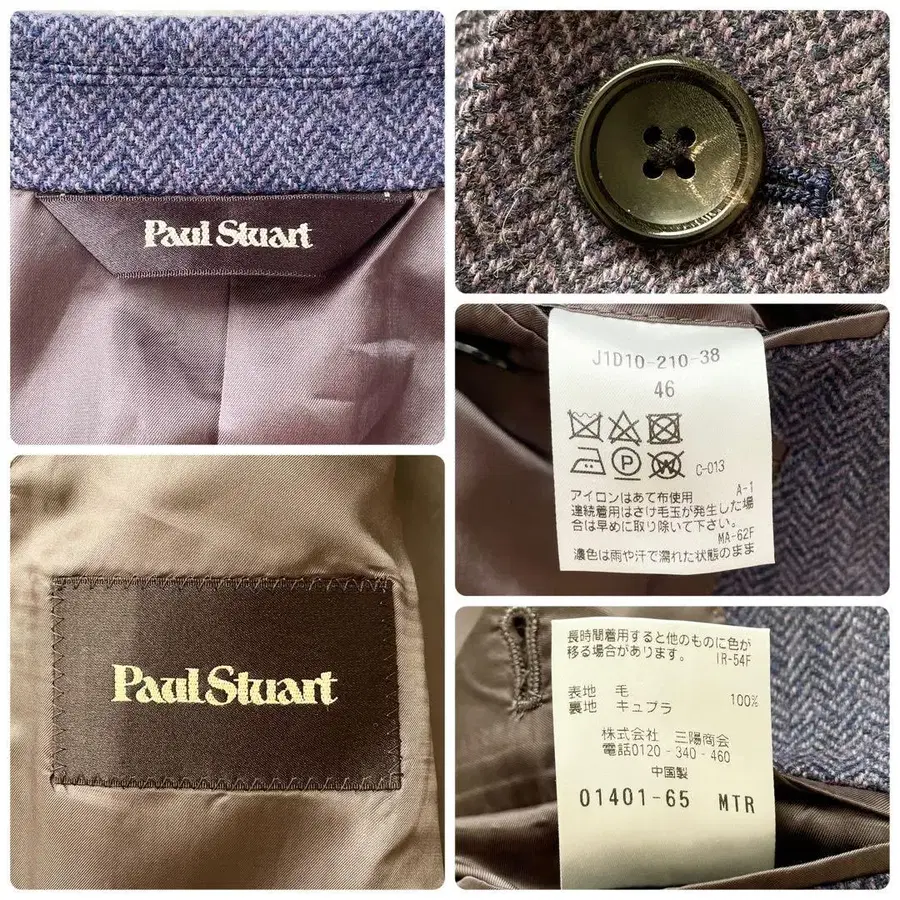 Paul Stuart
Paul Stuart
J1D10-210-38
46
C-013
アイロンはあて布使用 A-1
連続着用はさけ毛玉が発生した場
合は早めに取り除いて下さい。
MA-62F
濃色は雨や汗で濡れた状態のまま
長時間着用すると他のものに色が
移る場合があります。 IR-54F
表地 毛 100%
裏地 キュプラ
株式会社 三陽商会
電話0120-340-460
中国製
01401-65 MTR